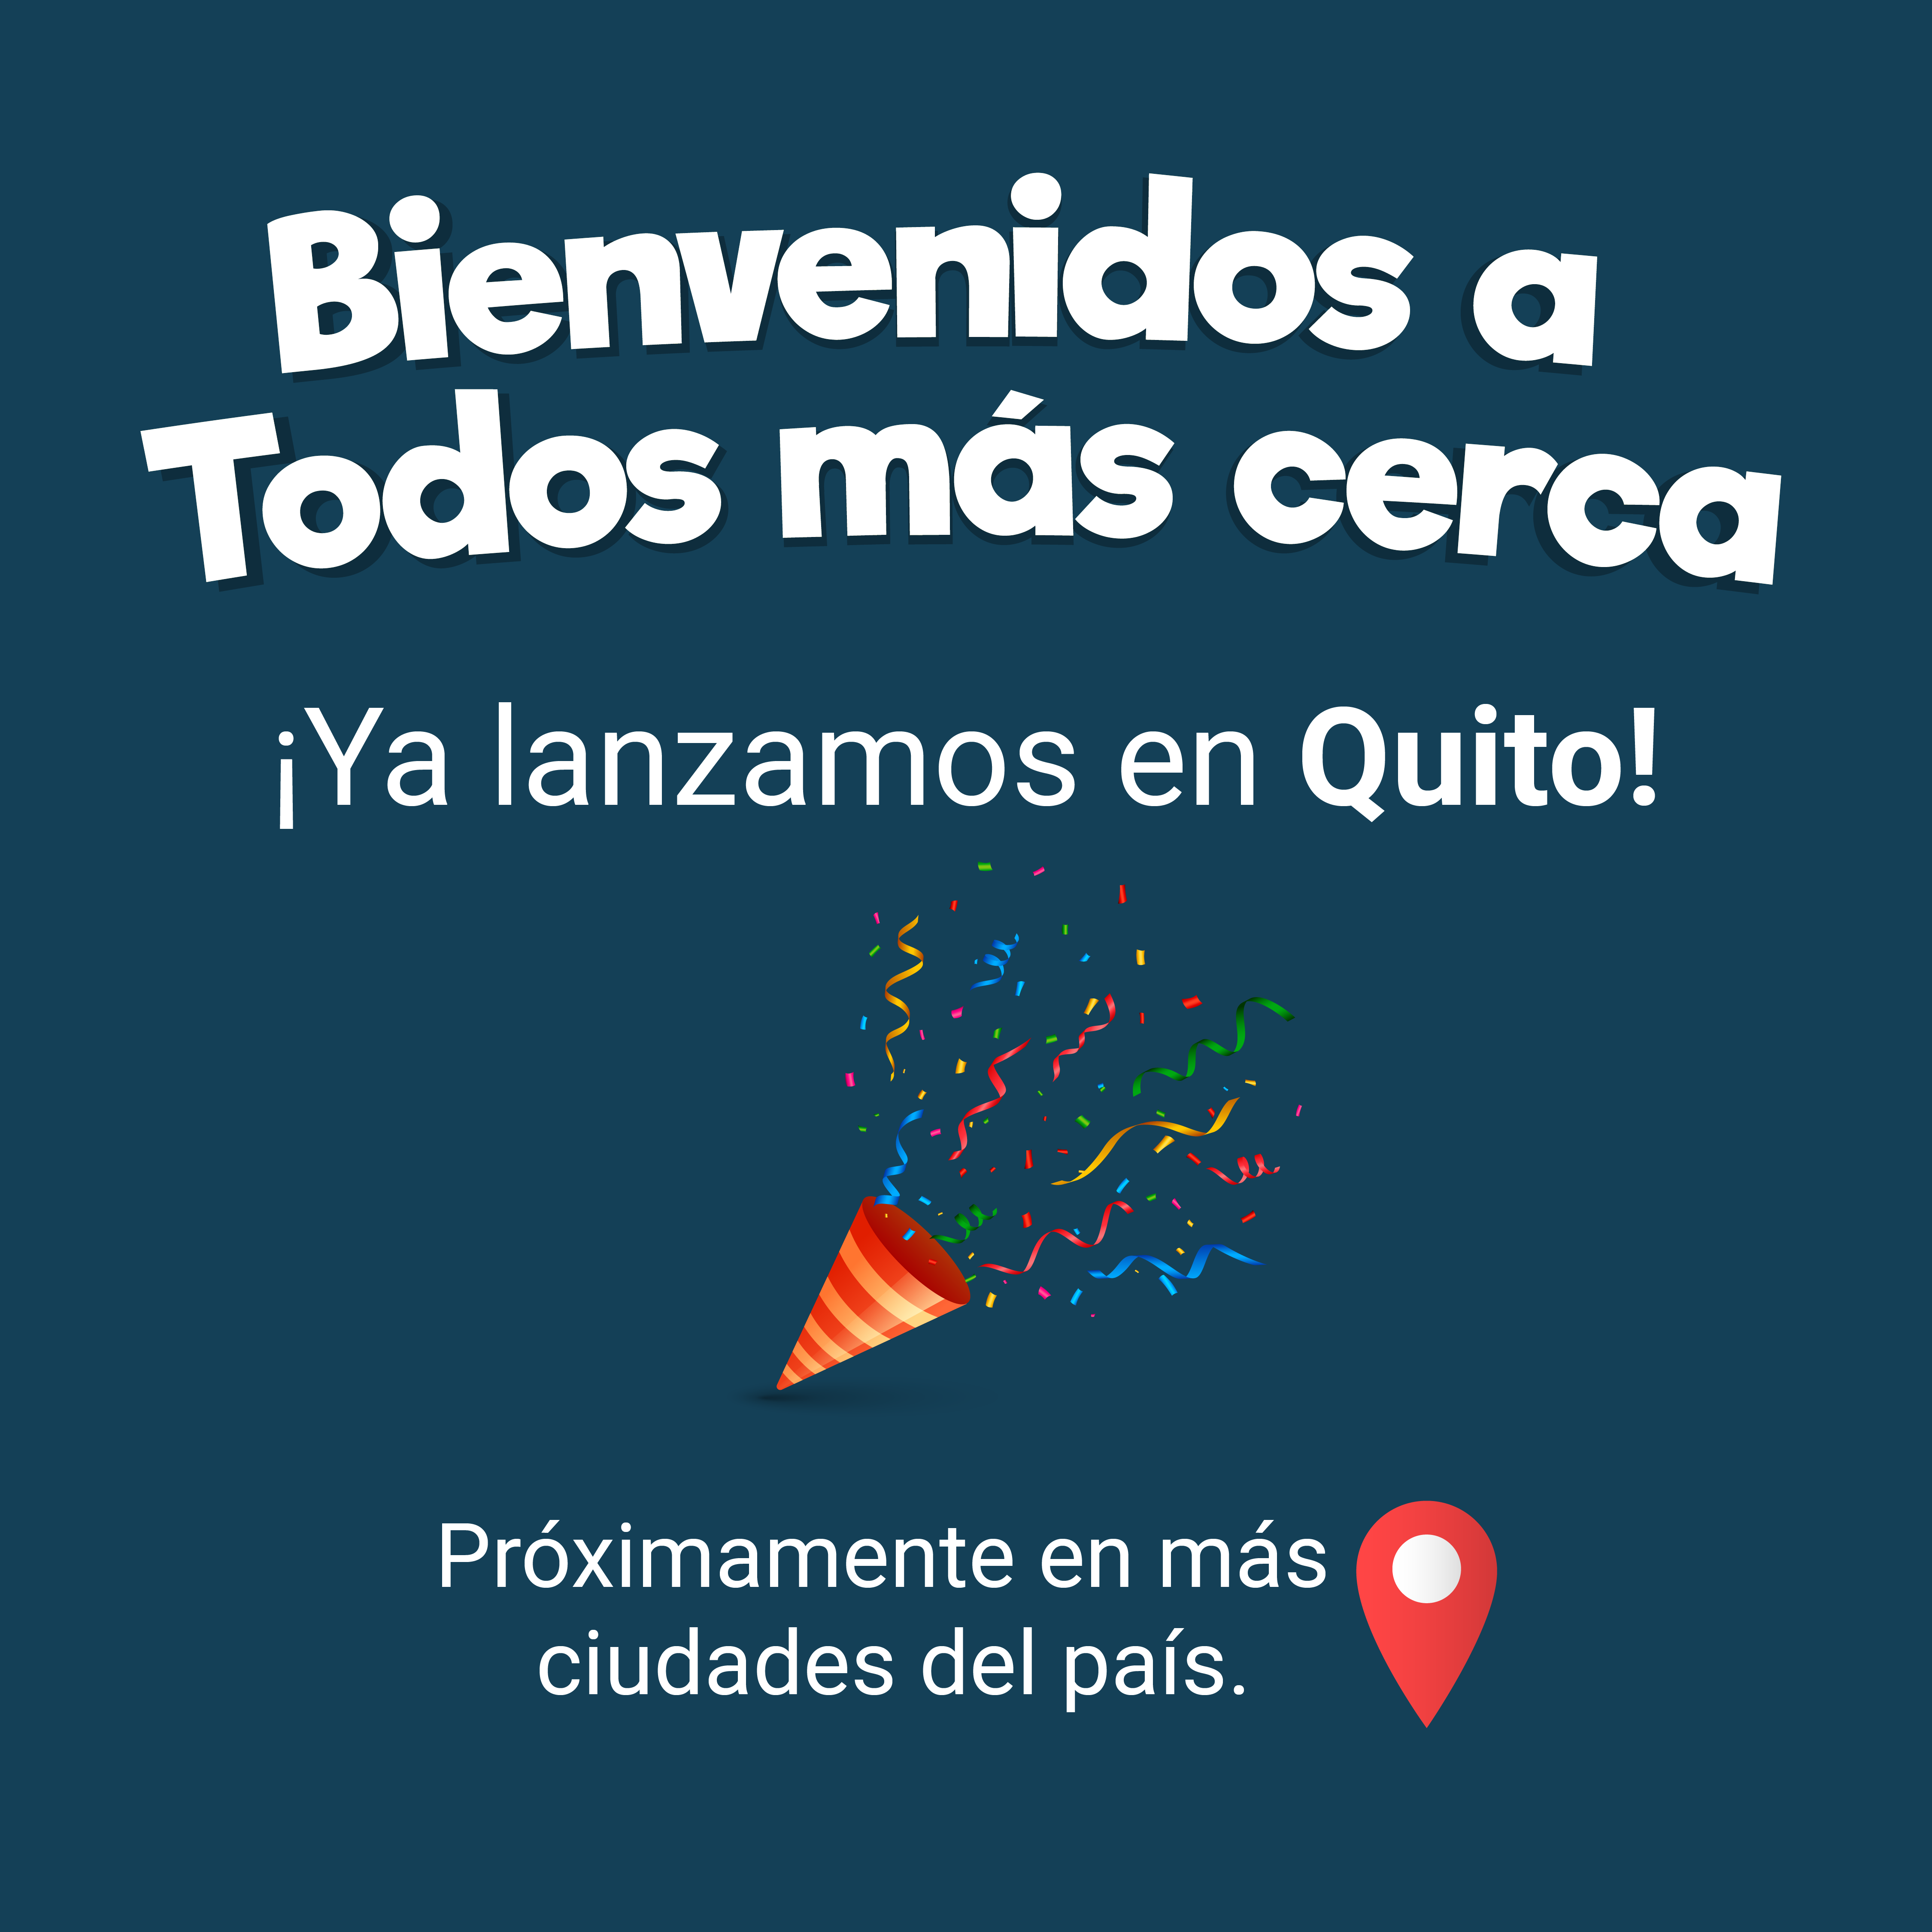 Bienvenidos a
Todos más cerca
¡Ya lanzamos en Quito!
Próximamente en más
ciudades del país.